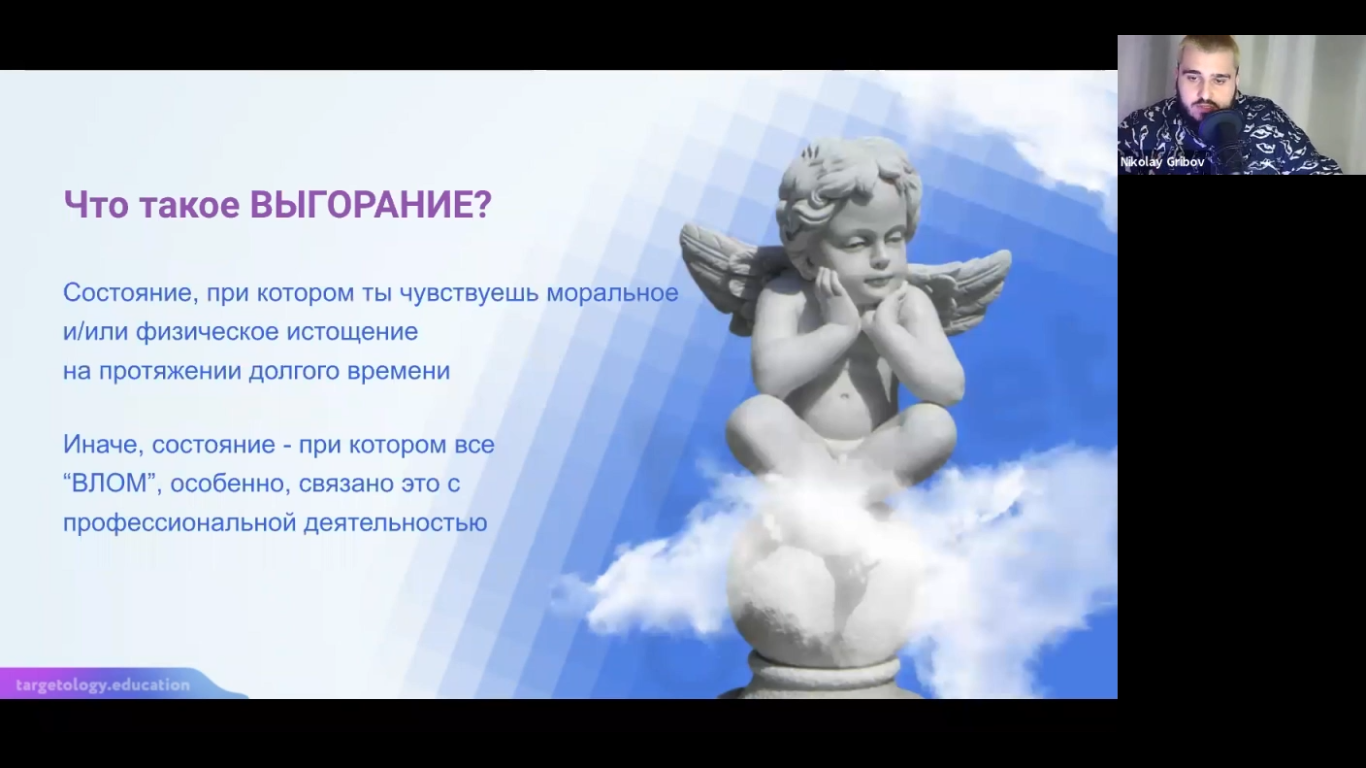 Что такое ВЫГОРАНИЕ?
Состояние, при котором ты чувствуешь моральное
и/или физическое истощение
на протяжении долгого времени
Иначе, состояние - при котором все
“ВЛОМ”, особенно, связано это с
профессиональной деятельностью
targetology.education
Nikolay Gribov